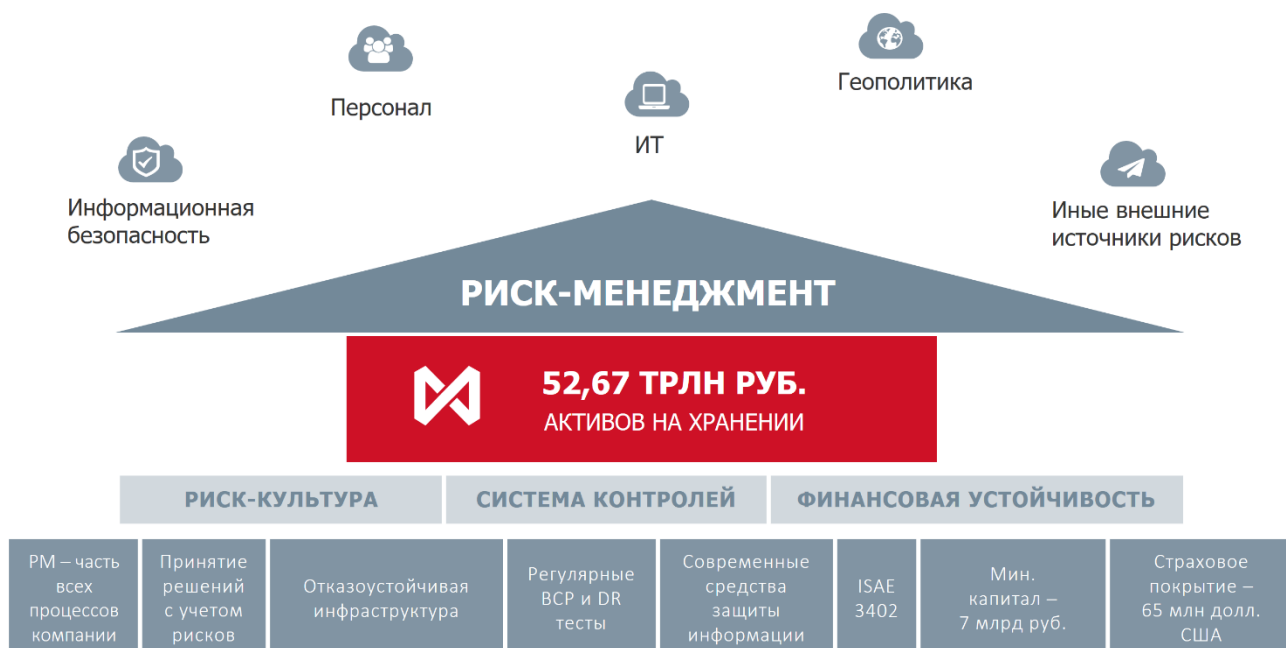 Персонал
ИТ
Геополитика
Информационная
безопасность
Иные внешние
источники рисков
РИСК-МЕНЕДЖМЕНТ
52,67 ТРЛН РУБ.
АКТИВОВ НА ХРАНЕНИИ
РИСК-КУЛЬТУРА
СИСТЕМА КОНТРОЛЕЙ
ФИНАНСОВАЯ УСТОЙЧИВОСТЬ
РМ – часть
всех
процессов
компании
Принятие
решений
с учетом
рисков
Отказоустойчивая
инфраструктура
Регулярные
BCP и DR
тесты
Современные
средства
защиты
информации
ISAE
3402
Мин.
капитал –
7 млрд руб.
Страховое
покрытие –
65 млн долл.
США